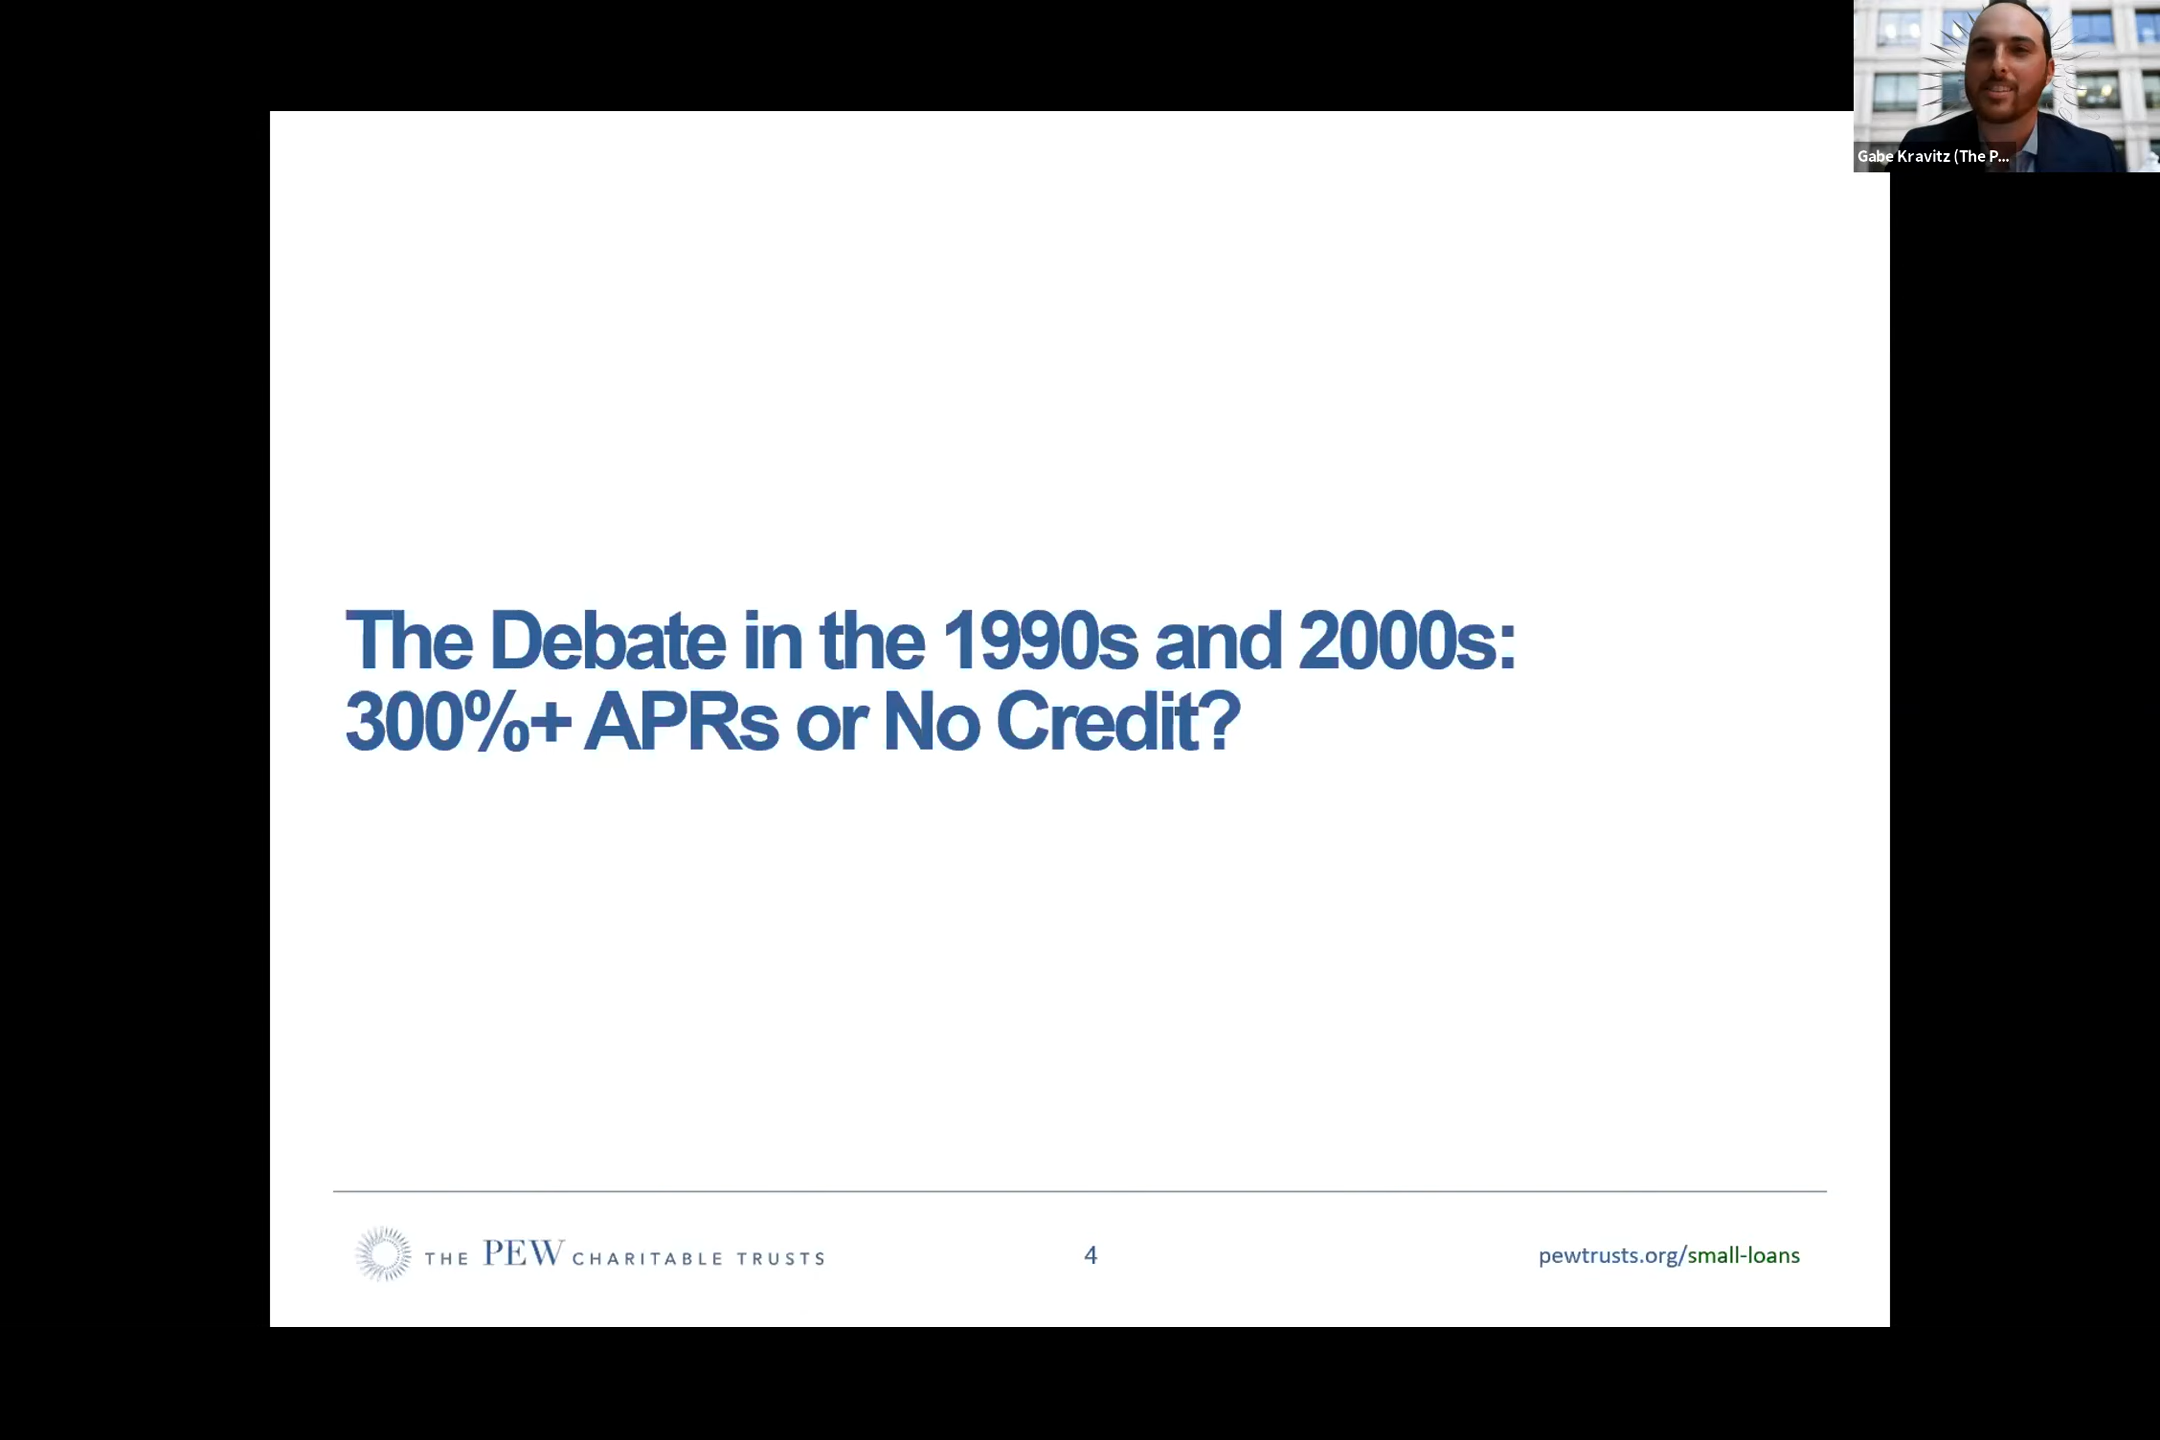 Gabe Kravitz (The P...
The Debate in the 1990s and 2000s:
300%+ APRs or No Credit?
THE PEW CHARITABLE TRUSTS
4
pewtrusts.org/small-loans